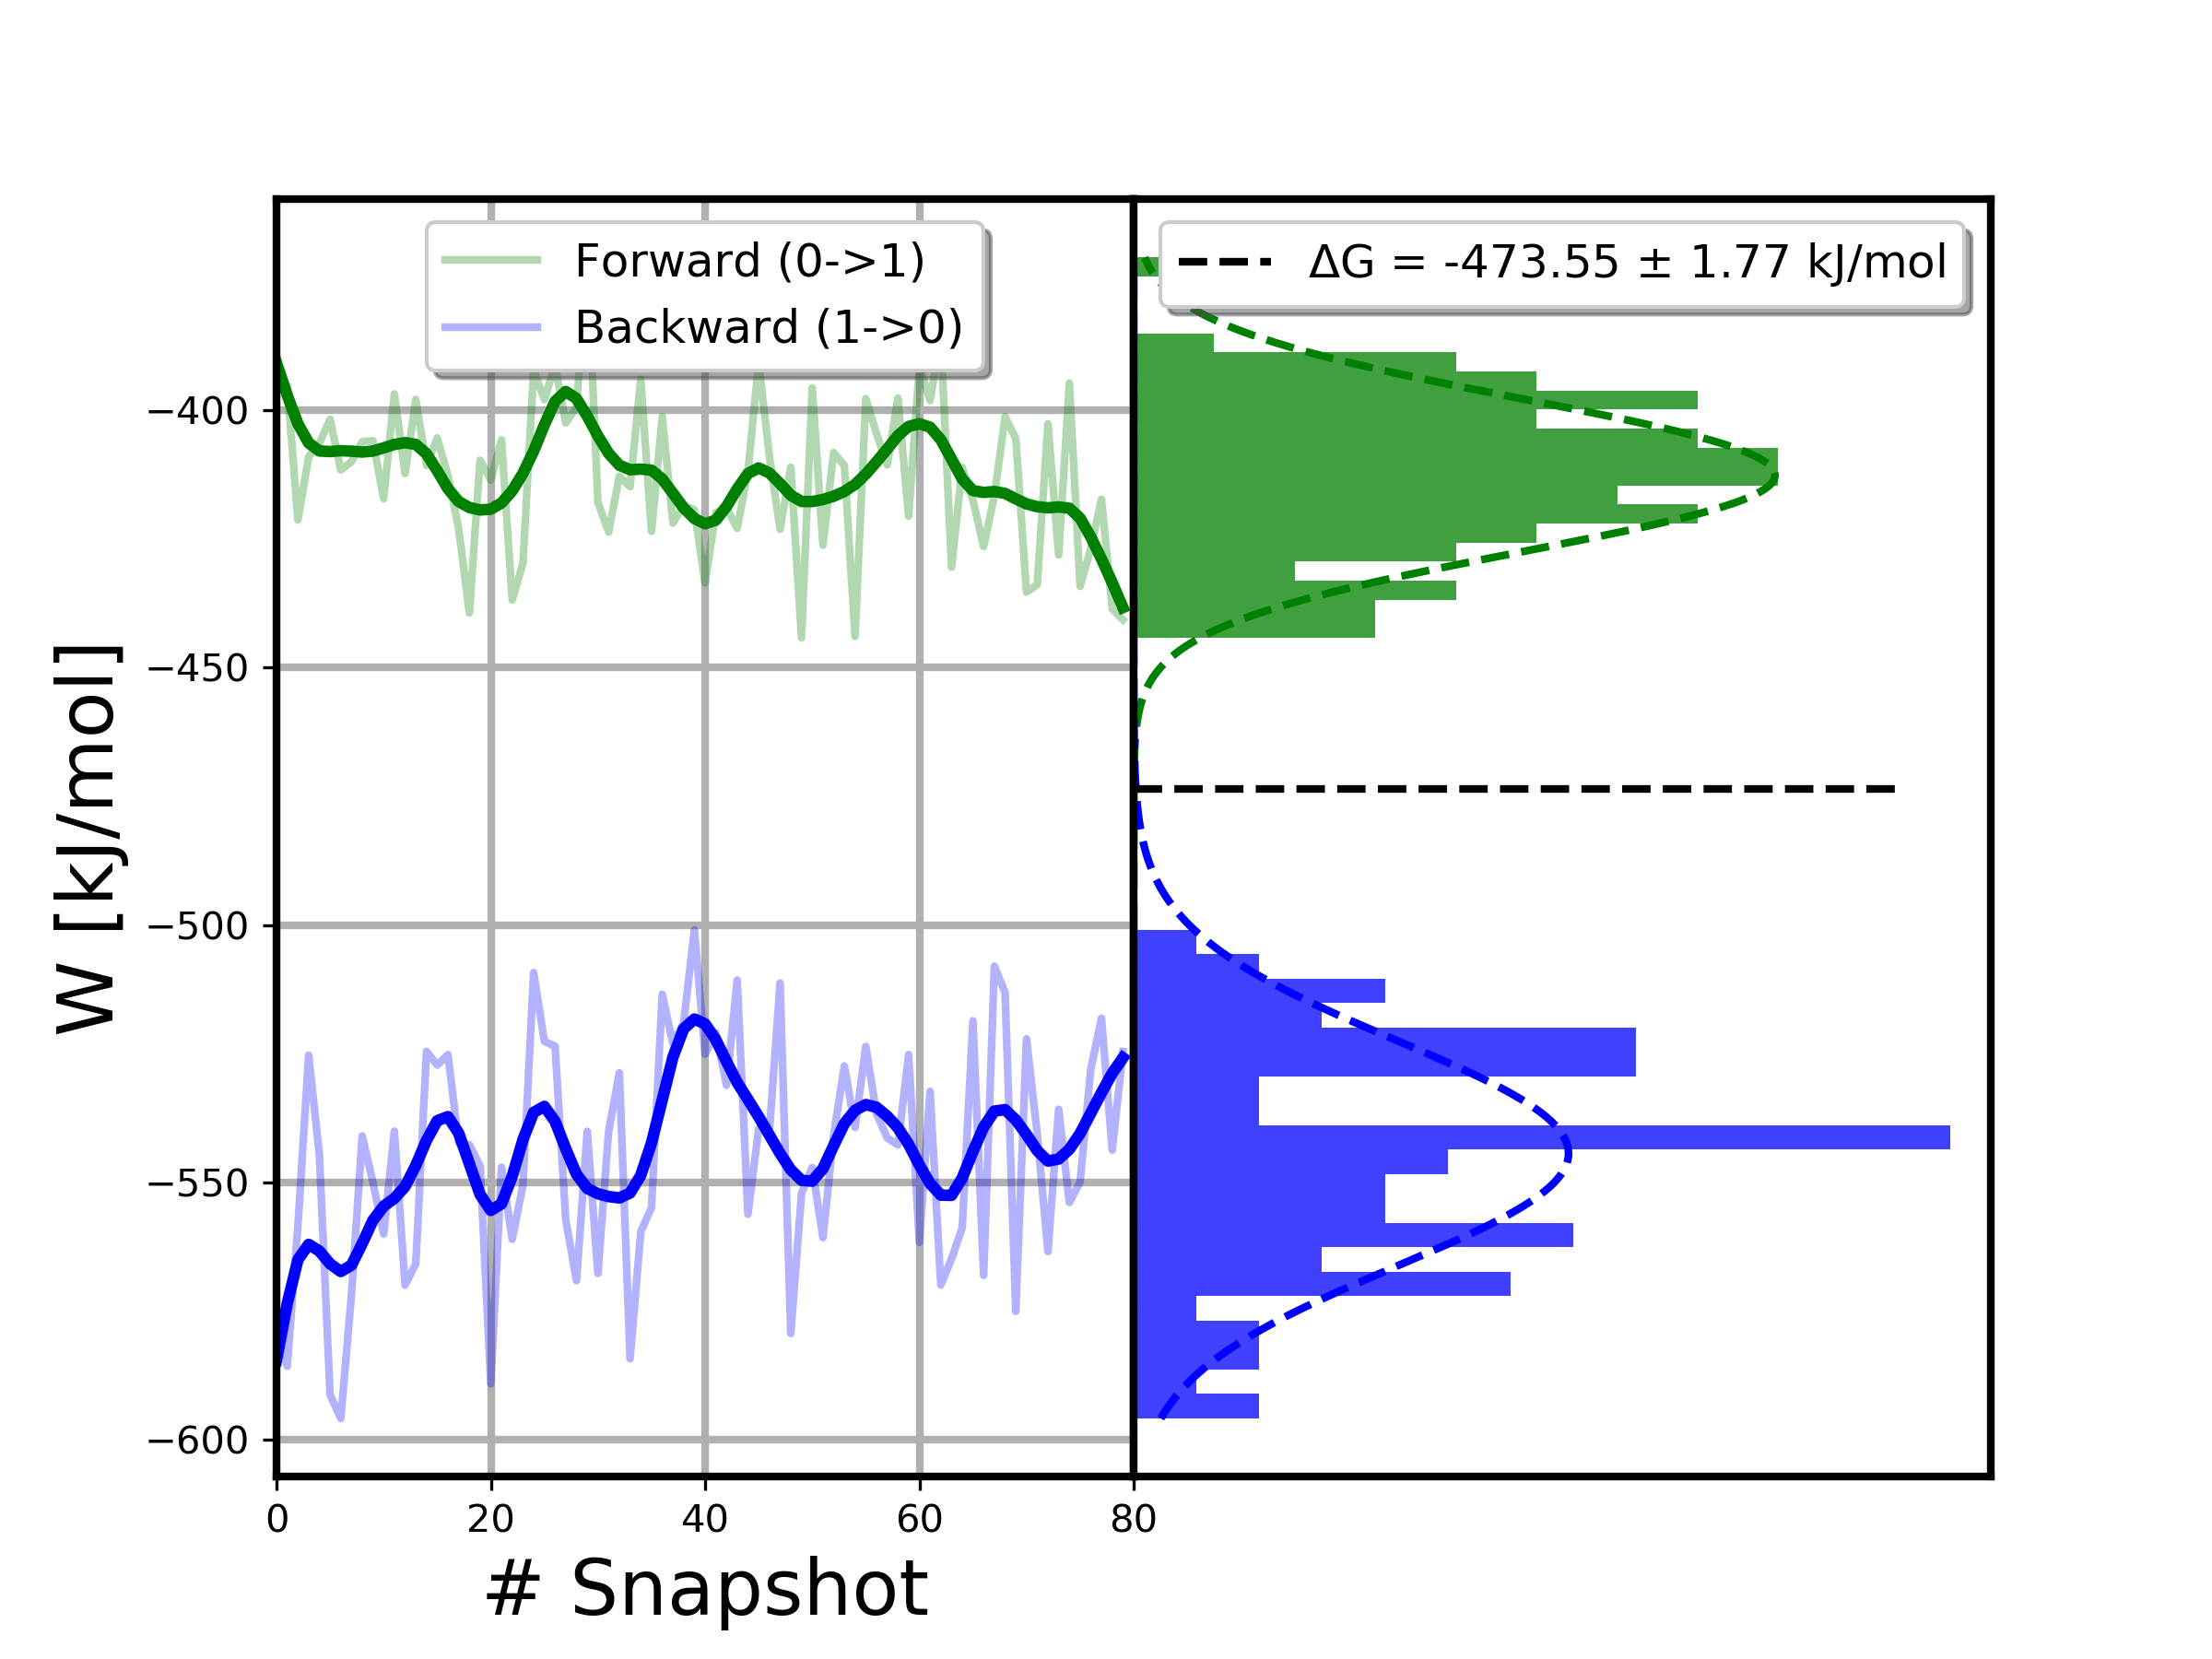 Forward (0->1)
Backward (1->0)
ΔG = -473.55 ± 1.77 kJ/mol
W [kJ/mol]
−400
−450
−500
−550
−600
0 20 40 60 80
# Snapshot